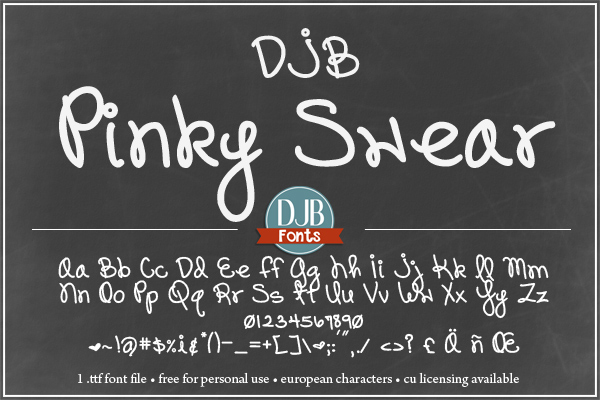 DJB
Pinky Swear
DJB
Fonts
Aa Bb Cc Dd Ee Ff Gg Hh Ii Jj Kk Ll Mm
Nn Oo Pp Qq Rr Ss Tt Uu Vv Ww Xx Yy Zz
01234567890
~!@#$%¡¢*()-_=+[]\:;'",./ <>? £ Ä ñ Œ
1 .ttf font file • free for personal use • european characters • cu licensing available